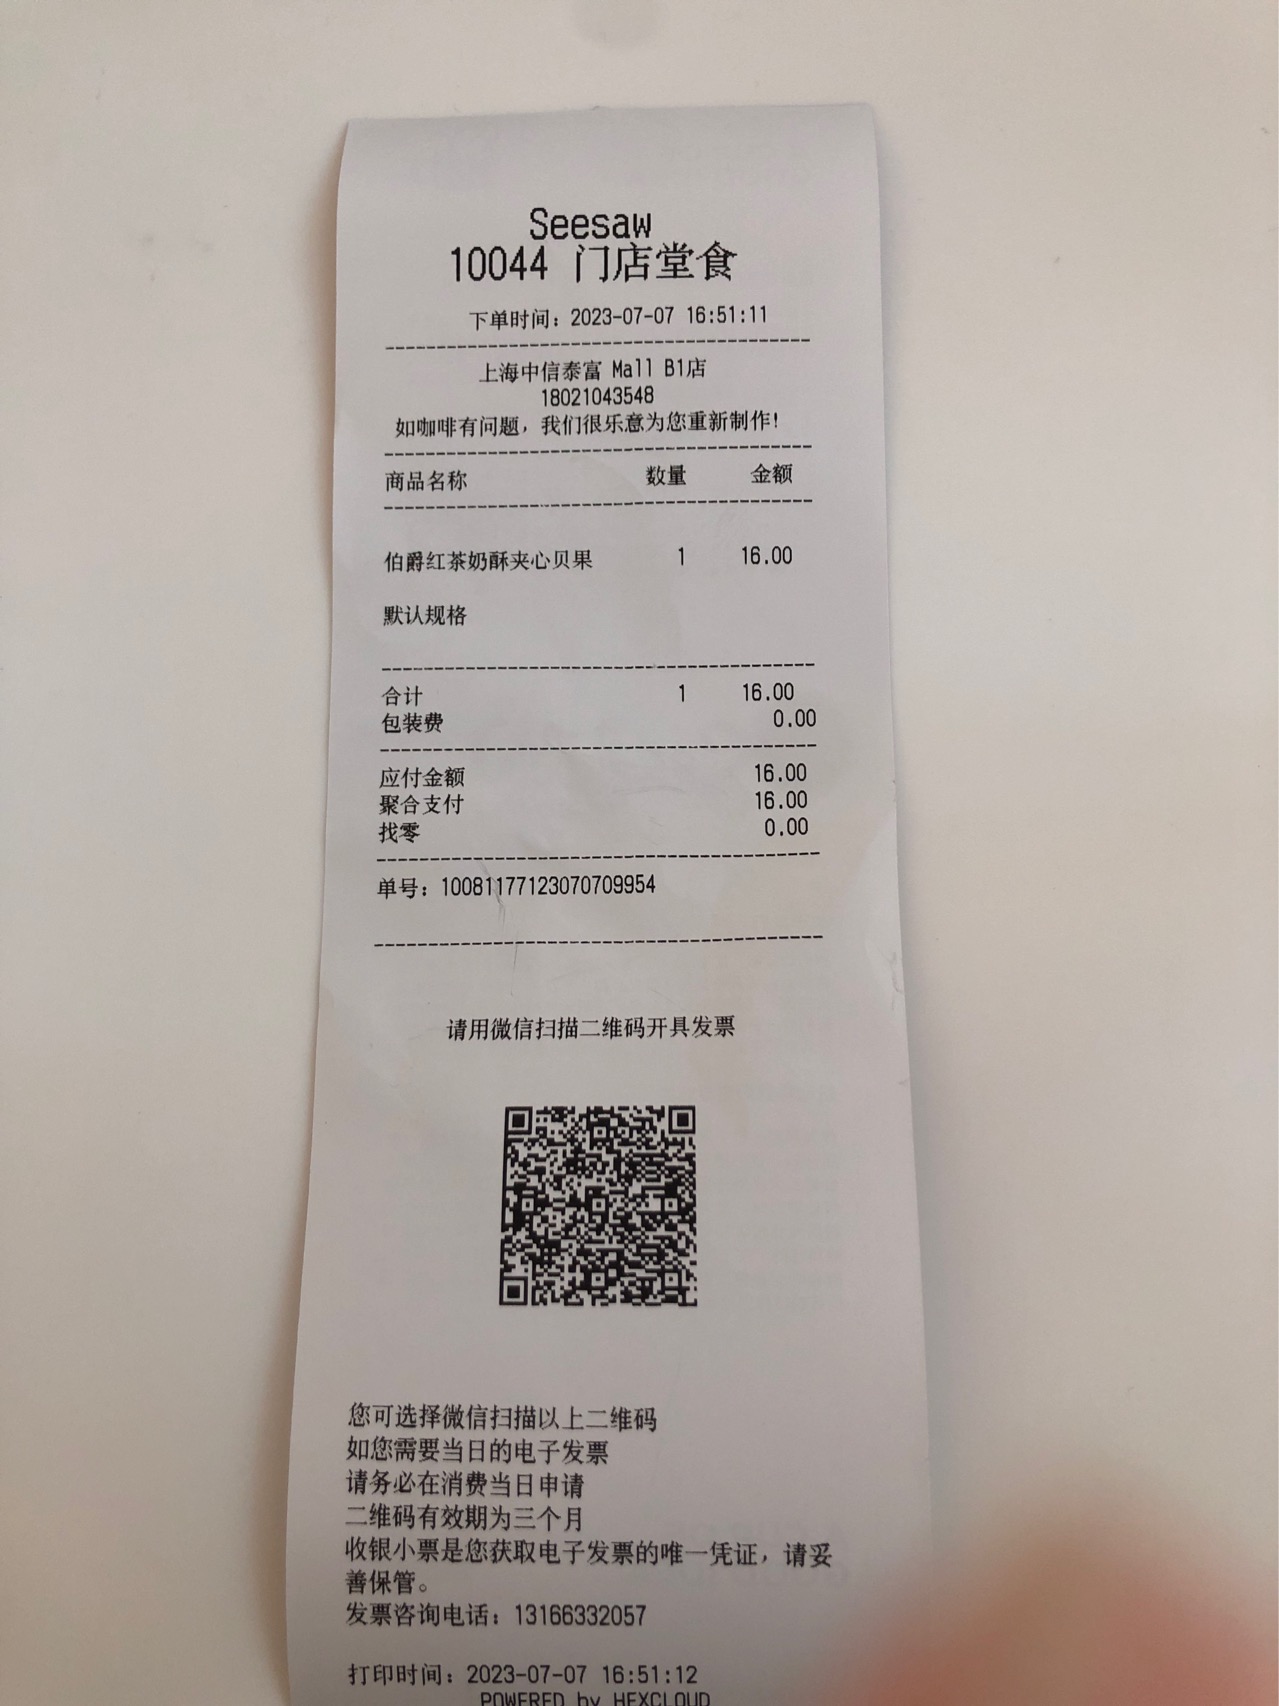 Seesaw
10044 门店堂食
下单时间：2023-07-07 16:51:11
上海中信泰富 Mall B1店
18021043548
如咖啡有问题，我们很乐意为您重新制作！
商品名称 数量 金额
伯爵红茶奶酥夹心贝果 1 16.00
默认规格
合计 1 16.00
包装费 0.00
应付金额 16.00
聚合支付 16.00
找零 0.00
单号：10081177123070709954
请用微信扫描二维码开具发票
您可选择微信扫描以上二维码
如您需要当日的电子发票
请务必在消费当日申请
二维码有效期为三个月
收银小票是您获取电子发票的唯一凭证，请妥
善保管。
发票咨询电话：13166332057
打印时间：2023-07-07 16:51:12
POWERED by HEXCLOUD